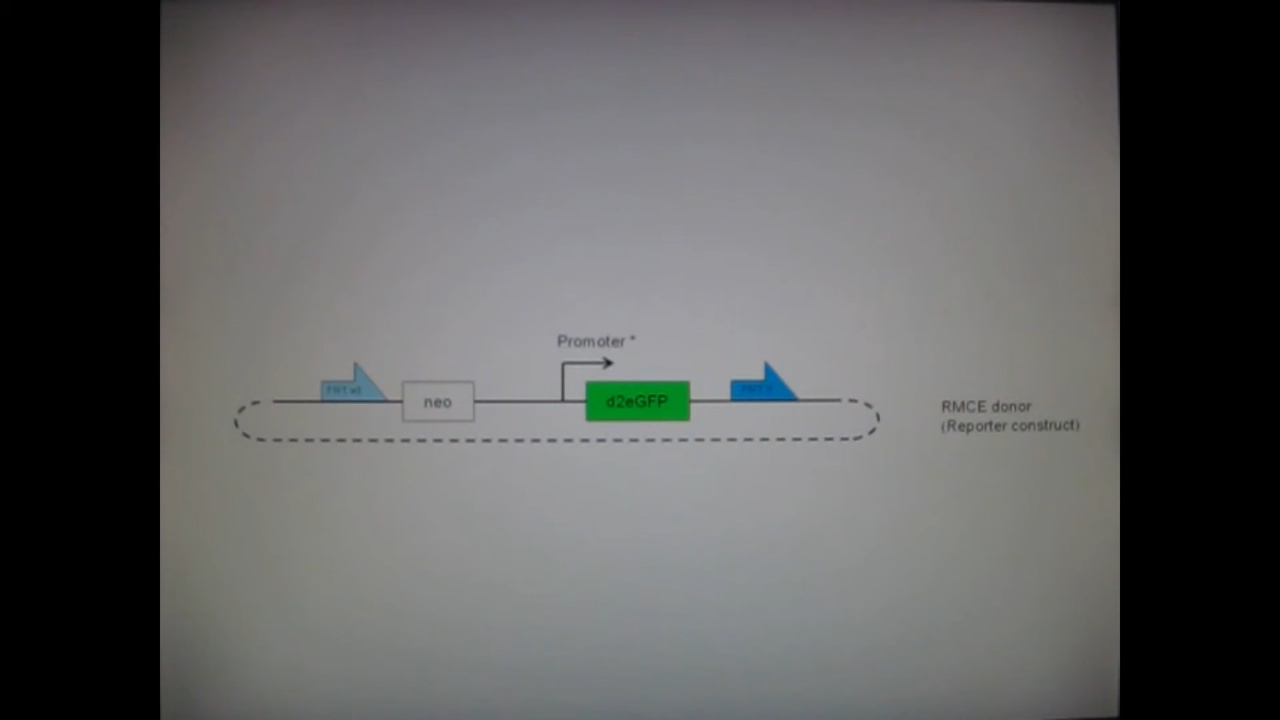 Promoter *
neo
d2eGFP
RMCE donor
(Reporter construct)